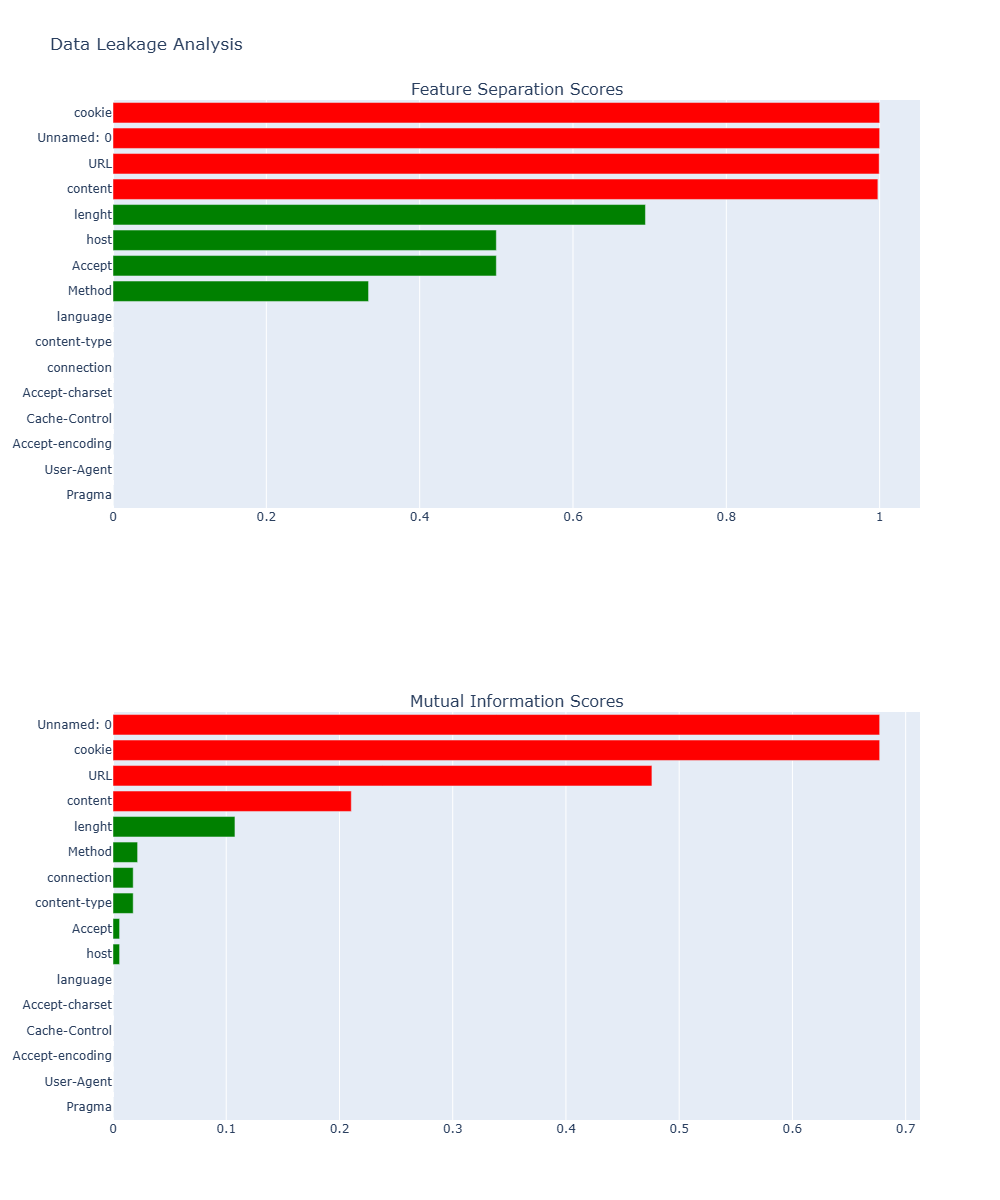 Data Leakage Analysis
Feature Separation Scores
cookie
Unnamed: 0
URL
content
lenght
host
Accept
Method
language
content-type
connection
Accept-charset
Cache-Control
Accept-encoding
User-Agent
Pragma
0 0.2 0.4 0.6 0.8 1
Mutual Information Scores
Unnamed: 0
cookie
URL
content
lenght
Method
connection
content-type
Accept
host
language
Accept-charset
Cache-Control
Accept-encoding
User-Agent
Pragma
0 0.1 0.2 0.3 0.4 0.5 0.6 0.7